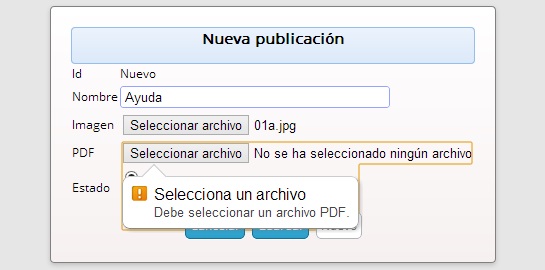 Nueva publicación
Id Nuevo
Nombre Ayuda
Imagen Seleccionar archivo 01a.jpg
PDF Seleccionar archivo No se ha seleccionado ningún archivo
Estado
Selecciona un archivo
Debe seleccionar un archivo PDF.